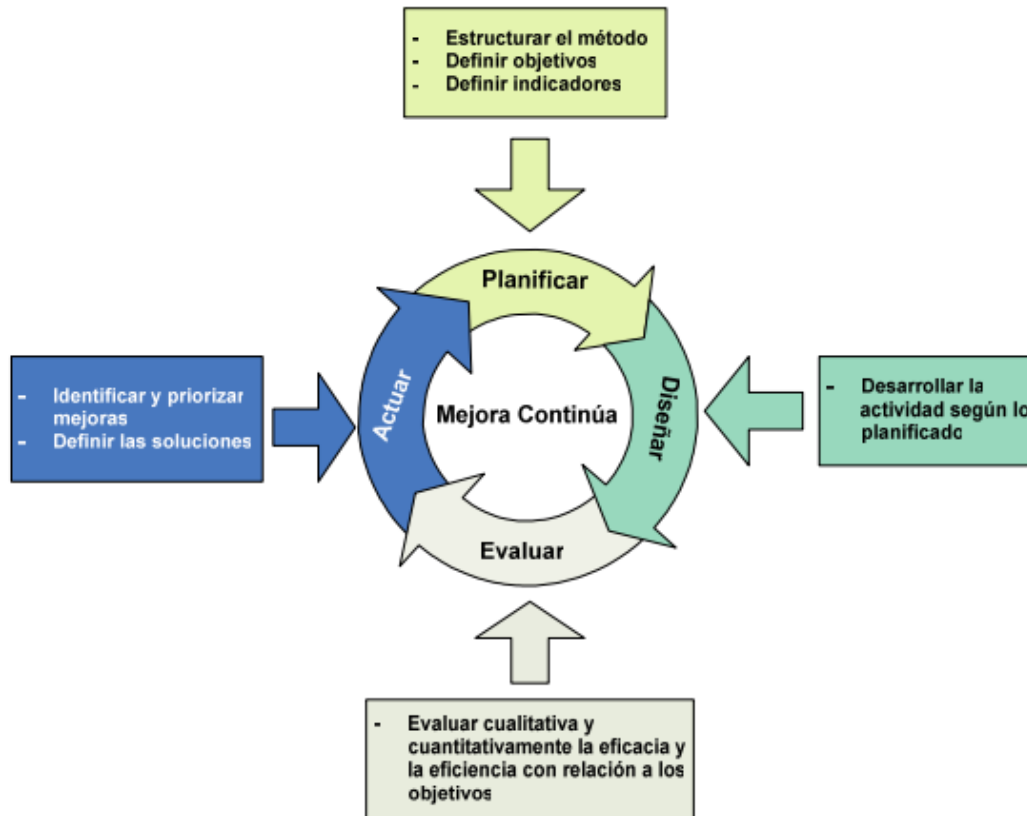 - Estructurar el método
- Definir objetivos
- Definir indicadores
Planificar
- Identificar y priorizar
mejoras
- Definir las soluciones
Actuar
Mejora Continúa
Diseñar
- Desarrollar la
actividad según lo
planificado
Evaluar
- Evaluar cualitativa y
cuantitativamente la eficacia y
la eficiencia con relación a los
objetivos